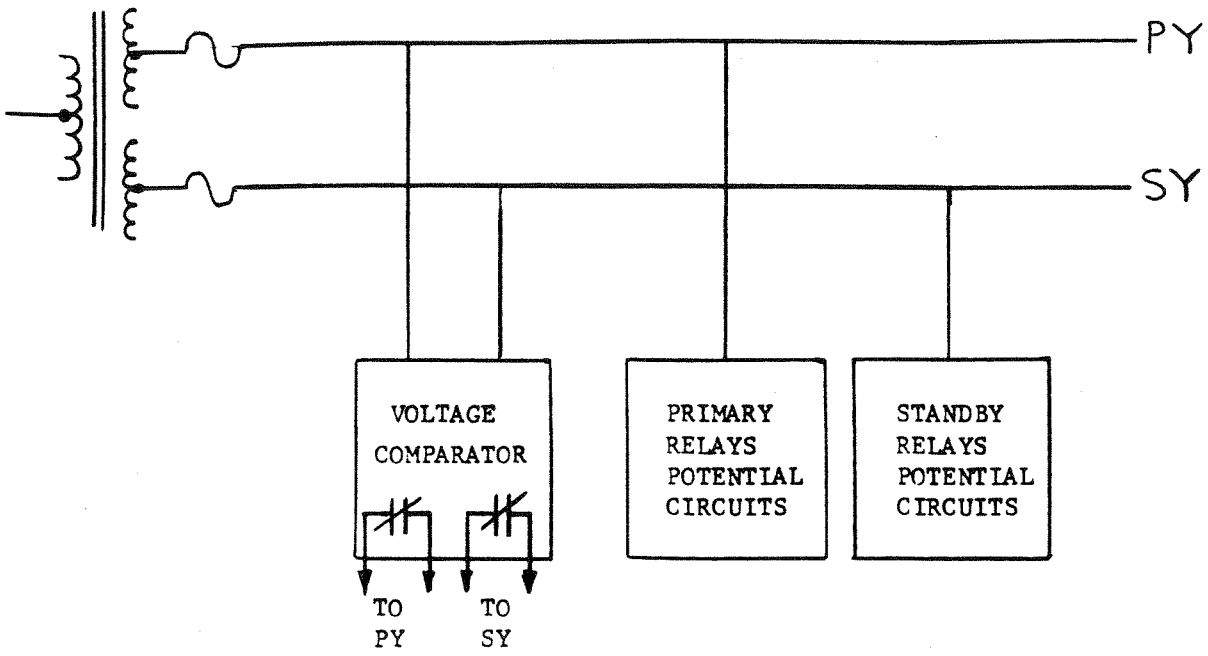 PY
SY
VOLTAGE
COMPARATOR
TO
PY
TO
SY
PRIMARY
RELAYS
POTENTIAL
CIRCUITS
STANDBY
RELAYS
POTENTIAL
CIRCUITS